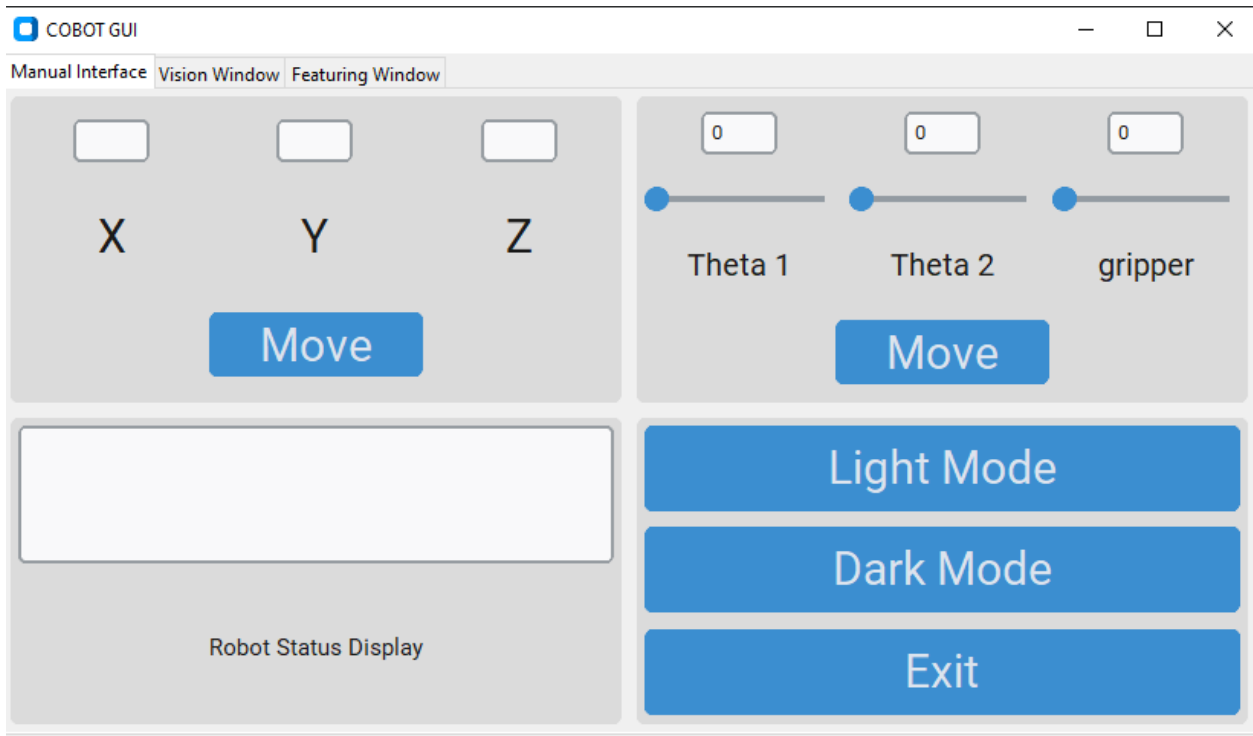 COBOT GUI
Manual Interface Vision Window Featuring Window
X Y Z
Move
0 0 0
Theta 1 Theta 2 gripper
Move
Robot Status Display
Light Mode
Dark Mode
Exit